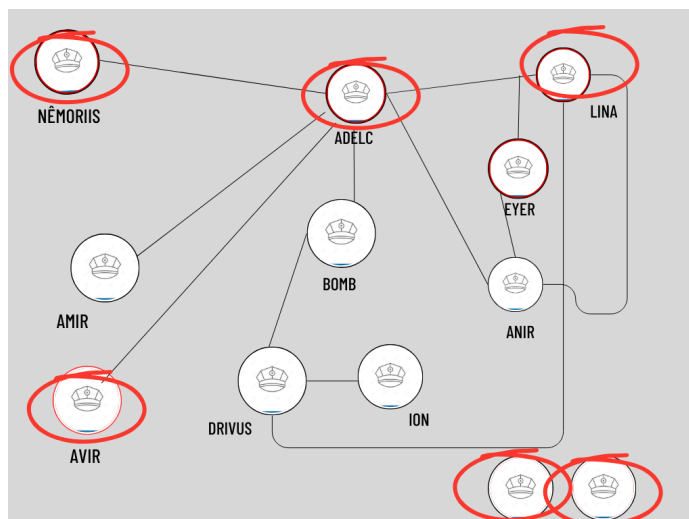 NÊMORIIS
ADELC
LINA
EYER
AMIR
BOMB
ANIR
DRIVUS
ION
AVIR